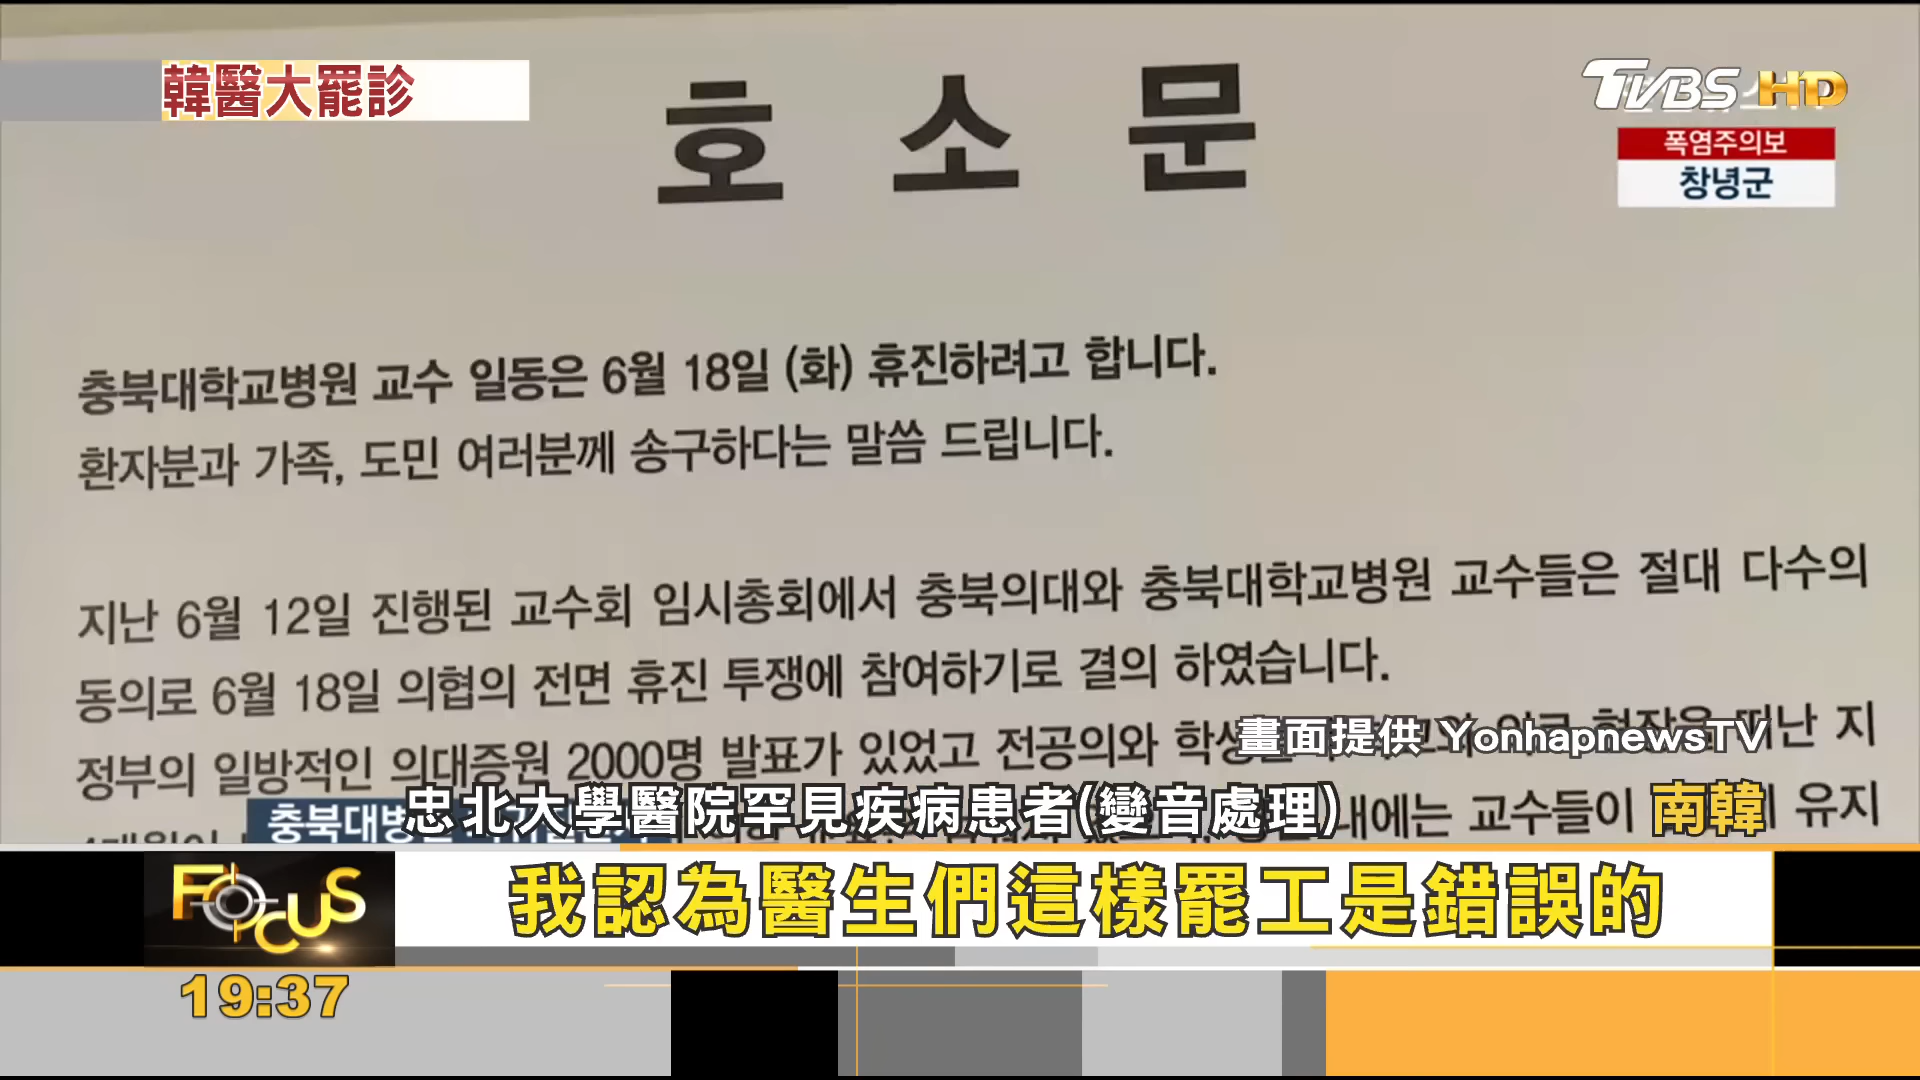 韓醫大罷診
TVBS HD
폭염주의보
창녕군
호 소 문
충북대학교병원 교수 일동은 6월 18일 (화) 휴진하려고 합니다.
환자분과 가족, 도민 여러분께 송구하다는 말씀 드립니다.
지난 6월 12일 진행된 교수회 임시총회에서 충북의대와 충북대학교병원 교수들은 절대 다수의
동의로 6월 18일 의협의 전면 휴진 투쟁에 참여하기로 결의 하였습니다.
정부의 일방적인 의대증원 2000명 발표가 있었고 전공의와 떠난 지
畫面提供 YonhapnewsTV
교수들이 유지
충북대병
忠北大學醫院罕見疾病患者(變音處理)
南韓
FOCUS
我認為醫生們這樣罷工是錯誤的
19:37